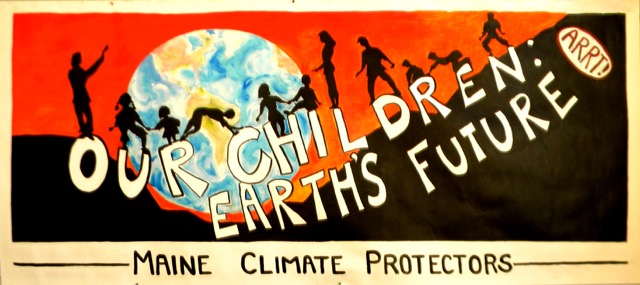 OUR CHILDREN:
EARTH'S FUTURE
ARRT!
MAINE CLIMATE PROTECTORS